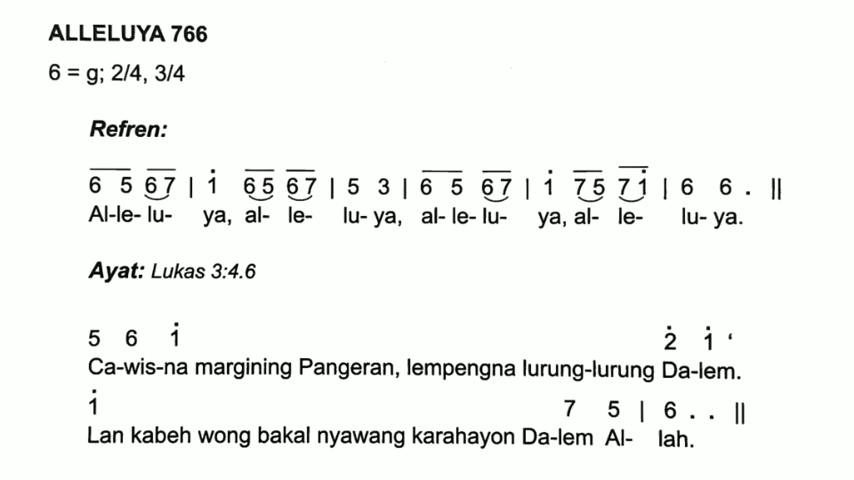 ALLELUYA 766
6 = g; 2/4, 3/4
Refren:
6 5 6 7 | 1̇ 6 5 6 7 | 5 3 | 6 5 6 7 | 1̇ 7 5 7 1̇ | 6 6 . ||
Al-le- lu- ya, al- le- lu- ya, al- le- lu- ya, al- le- lu- ya.
Ayat: Lukas 3:4.6
5 6 1̇ 2̇ 1̇ ‘
Ca-wis-na margining Pangeran, lempengna lurung-lurung Da-lem.
1̇ 7 5 | 6 . . ||
Lan kabeh wong bakal nyawang karahayon Da-lem Al- lah.